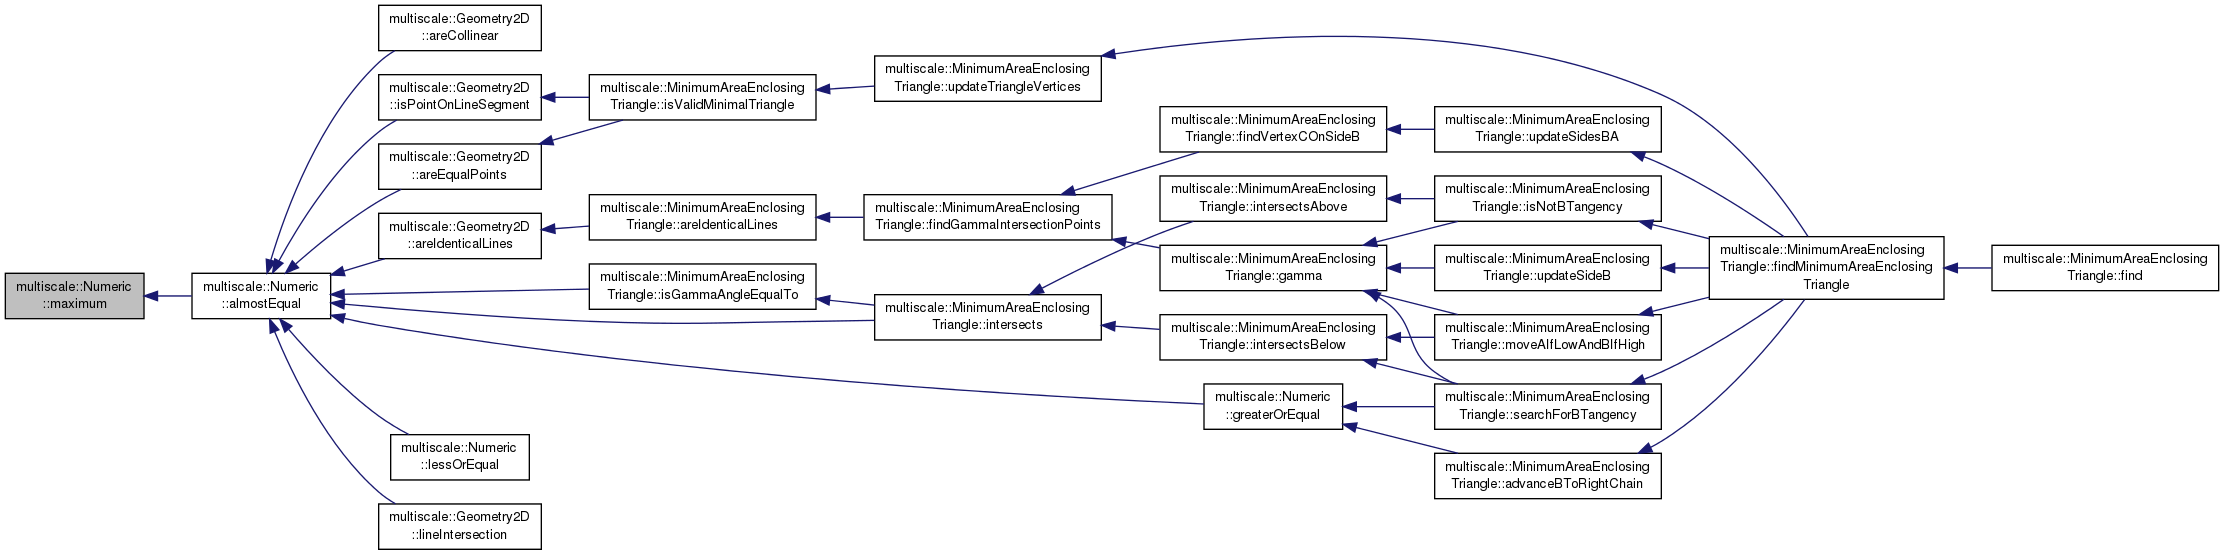 multiscale::Numeric
::maximum
multiscale::Numeric
::almostEqual
multiscale::Geometry2D
::areCollinear
multiscale::Geometry2D
::isPointOnLineSegment
multiscale::Geometry2D
::areEqualPoints
multiscale::Geometry2D
::areIdenticalLines
multiscale::MinimumAreaEnclosing
Triangle::isGammaAngleEqualTo
multiscale::Numeric
::lessOrEqual
multiscale::Geometry2D
::lineIntersection
multiscale::MinimumAreaEnclosing
Triangle::isValidMinimalTriangle
multiscale::MinimumAreaEnclosing
Triangle::areIdenticalLines
multiscale::MinimumAreaEnclosing
Triangle::updateTriangleVertices
multiscale::MinimumAreaEnclosing
Triangle::findGammaIntersectionPoints
multiscale::MinimumAreaEnclosing
Triangle::intersects
multiscale::MinimumAreaEnclosing
Triangle::findVertexCOnSideB
multiscale::MinimumAreaEnclosing
Triangle::intersectsAbove
multiscale::MinimumAreaEnclosing
Triangle::gamma
multiscale::MinimumAreaEnclosing
Triangle::intersectsBelow
multiscale::Numeric
::greaterOrEqual
multiscale::MinimumAreaEnclosing
Triangle::updateSidesBA
multiscale::MinimumAreaEnclosing
Triangle::isNotBTangency
multiscale::MinimumAreaEnclosing
Triangle::updateSideB
multiscale::MinimumAreaEnclosing
Triangle::moveAIfLowAndBIfHigh
multiscale::MinimumAreaEnclosing
Triangle::searchForBTangency
multiscale::MinimumAreaEnclosing
Triangle::advanceBToRightChain
multiscale::MinimumAreaEnclosing
Triangle::findMinimumAreaEnclosing
Triangle
multiscale::MinimumAreaEnclosing
Triangle::find